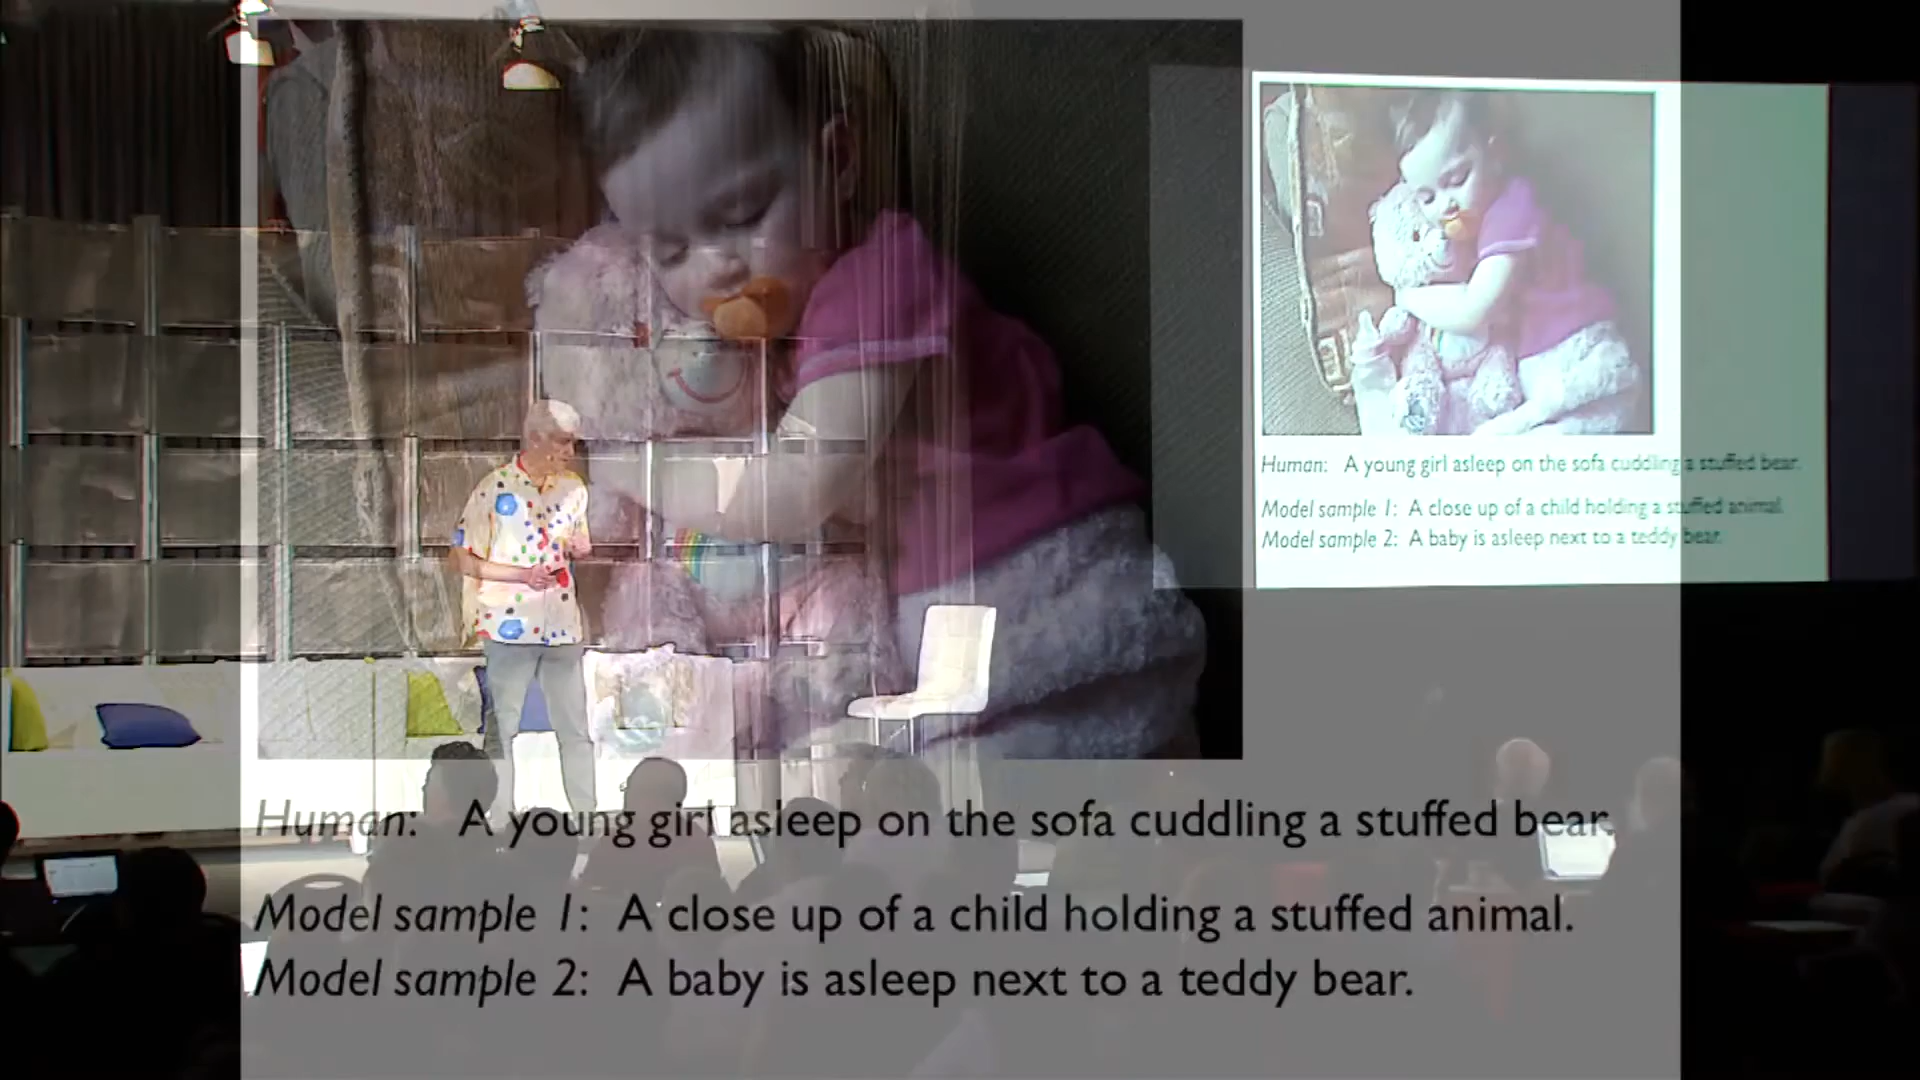 Human: A young girl asleep on the sofa cuddling a stuffed bear.
Model sample 1: A close up of a child holding a stuffed animal.
Model sample 2: A baby is asleep next to a teddy bear.
Human: A young girl asleep on the sofa cuddling a stuffed bear.
Model sample 1: A close up of a child holding a stuffed animal.
Model sample 2: A baby is asleep next to a teddy bear.